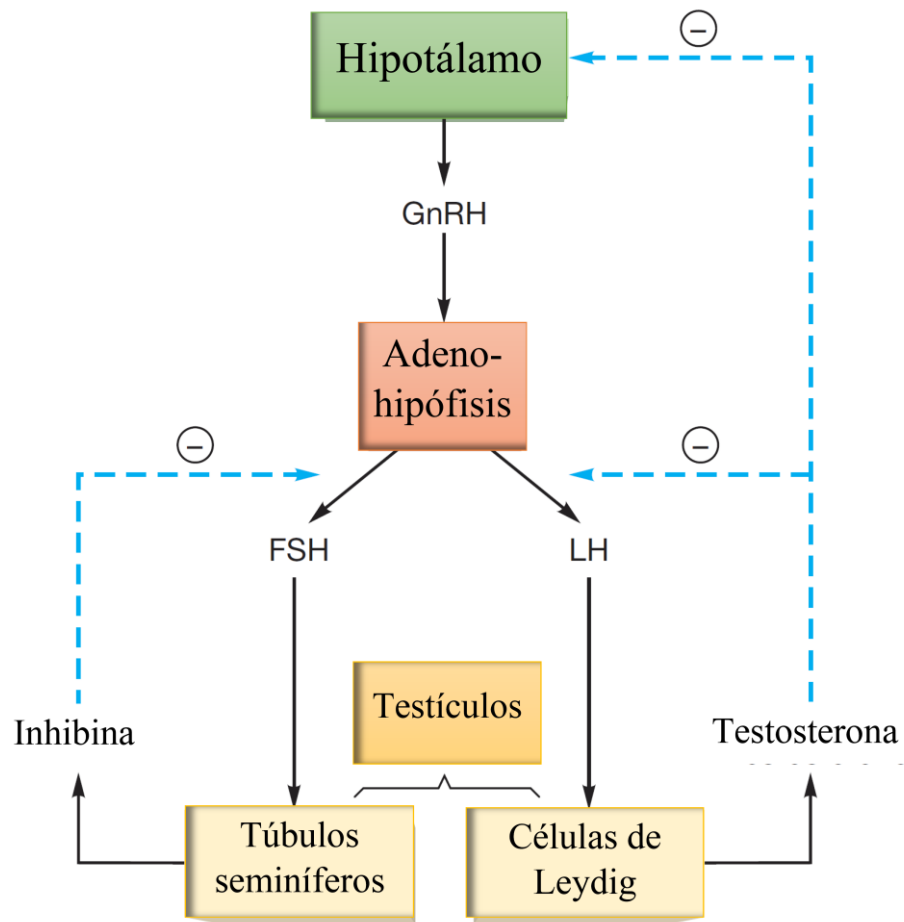 −
Hipotálamo
GnRH
Adeno-
hipófisis
−
−
FSH
LH
Testículos
Inhibina
Testosterona
Túbulos
seminíferos
Células de
Leydig